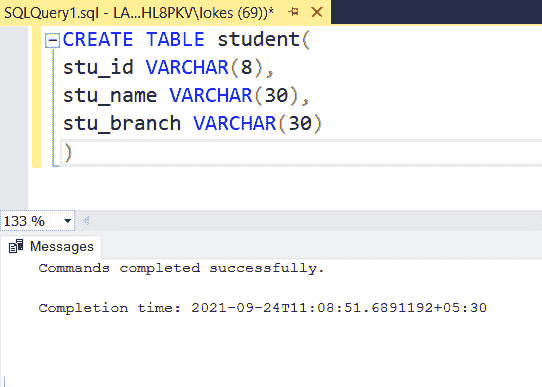 SQLQuery1.sql - LA...HL8PKV\lokes (69))*
CREATE TABLE student(
stu_id VARCHAR(8),
stu_name VARCHAR(30),
stu_branch VARCHAR(30)
)
133 %
Messages
Commands completed successfully.
Completion time: 2021-09-24T11:08:51.6891192+05:30